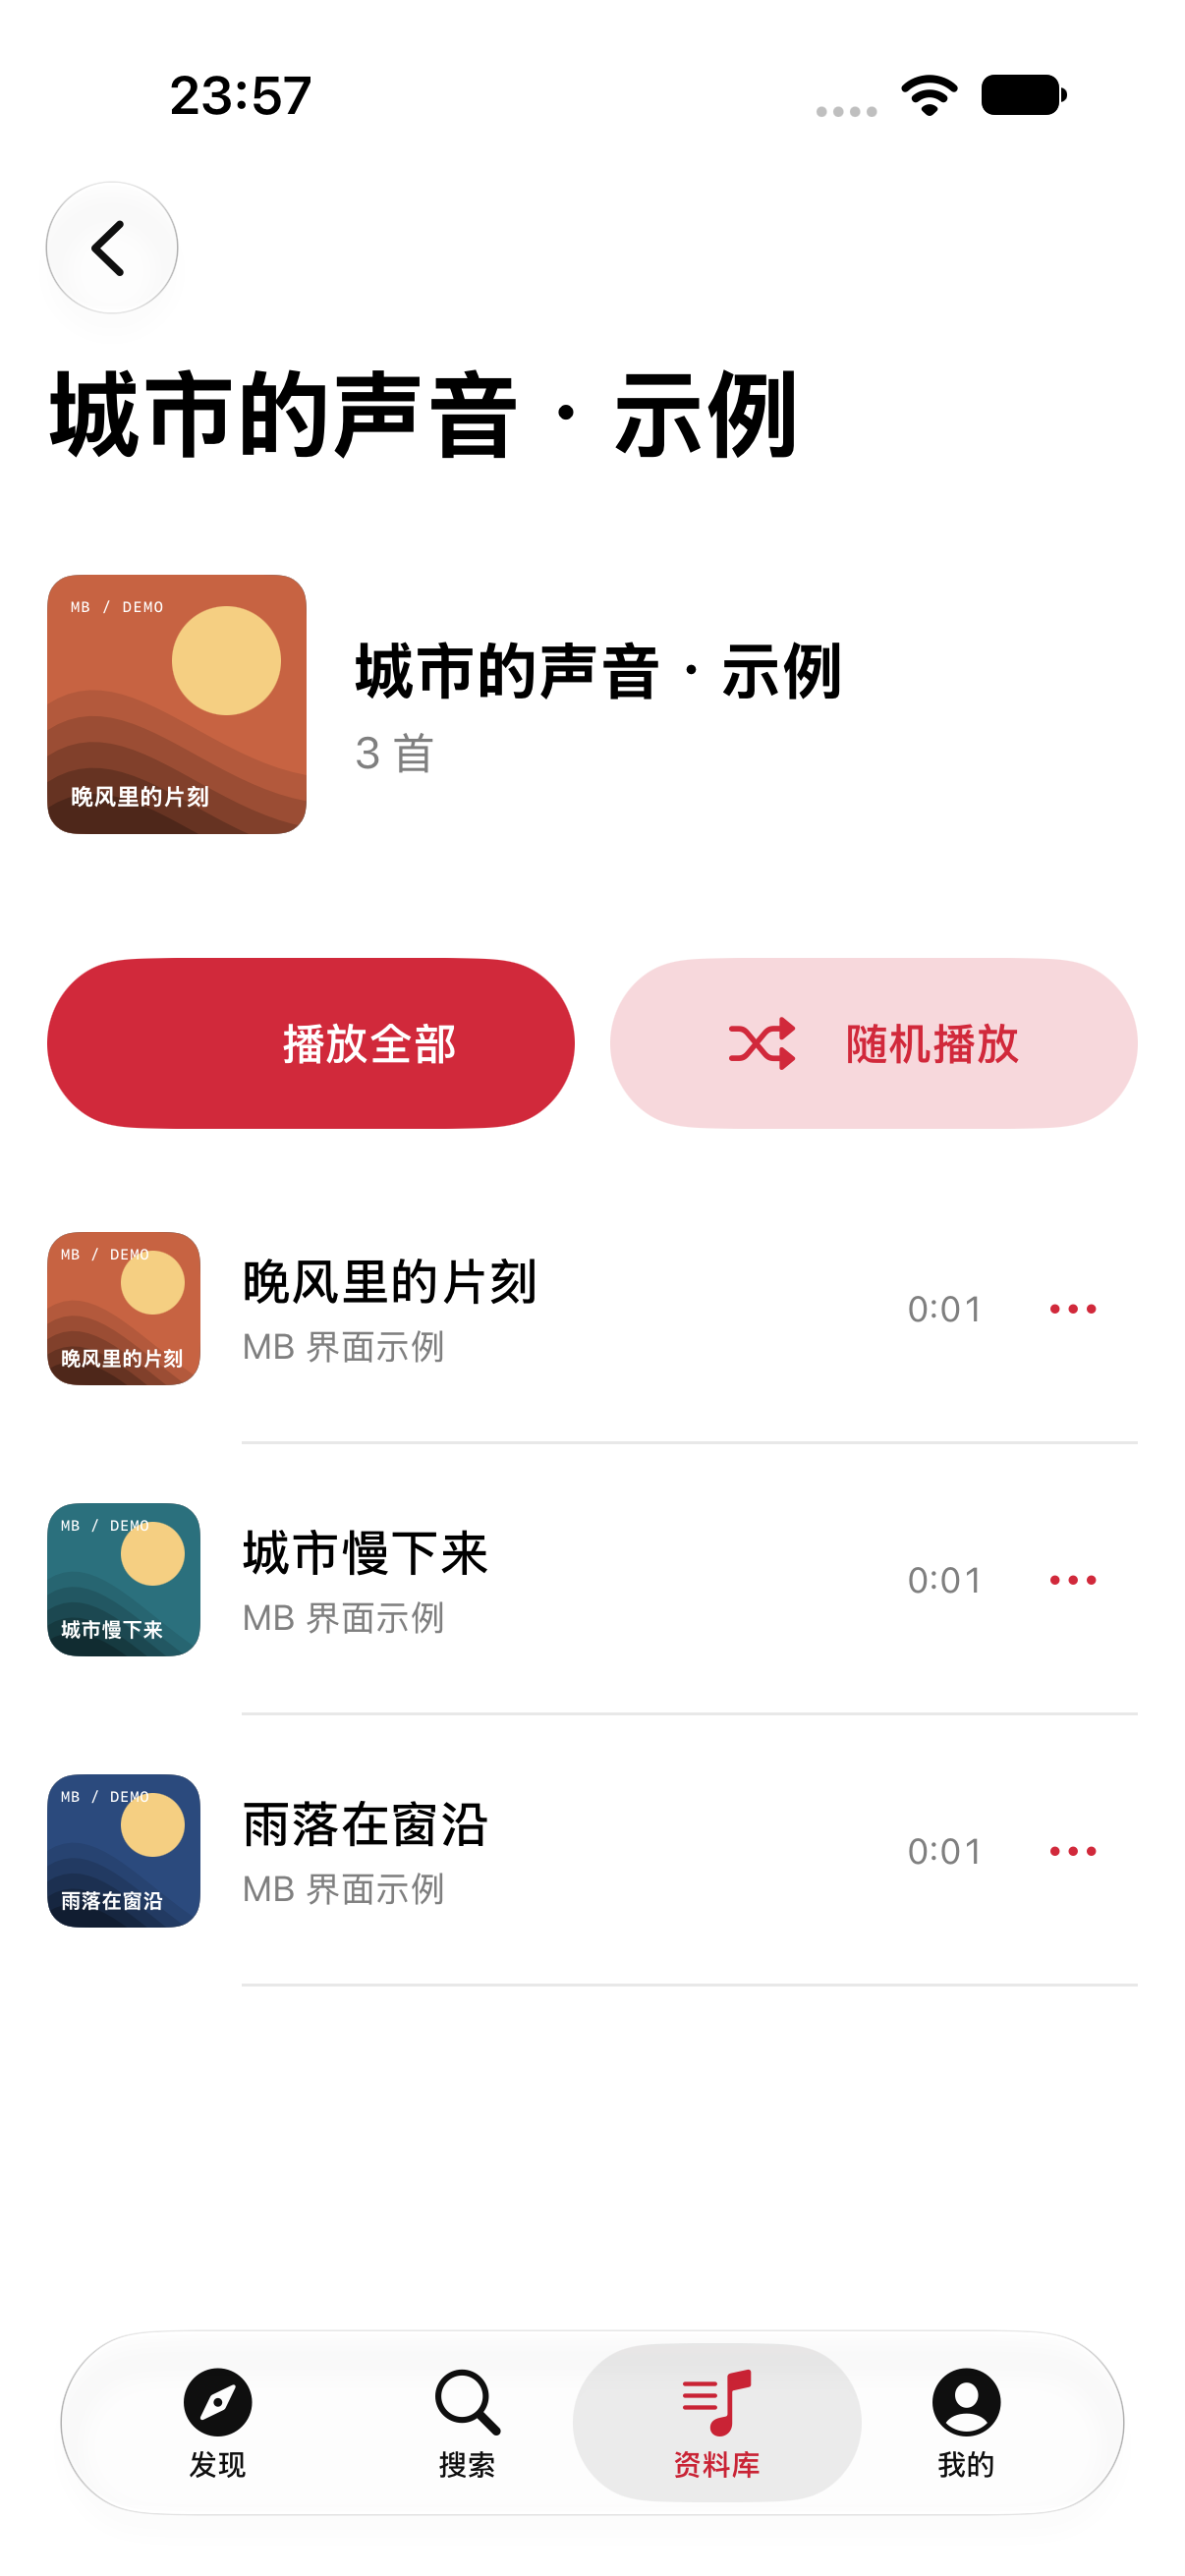 23:57
城市的声音 · 示例
MB / DEMO
晚风里的片刻
城市的声音 · 示例
3 首
播放全部
随机播放
MB / DEMO
晚风里的片刻
晚风里的片刻
MB 界面示例
0:01
MB / DEMO
城市慢下来
城市慢下来
MB 界面示例
0:01
MB / DEMO
雨落在窗沿
雨落在窗沿
MB 界面示例
0:01
发现
搜索
资料库
我的